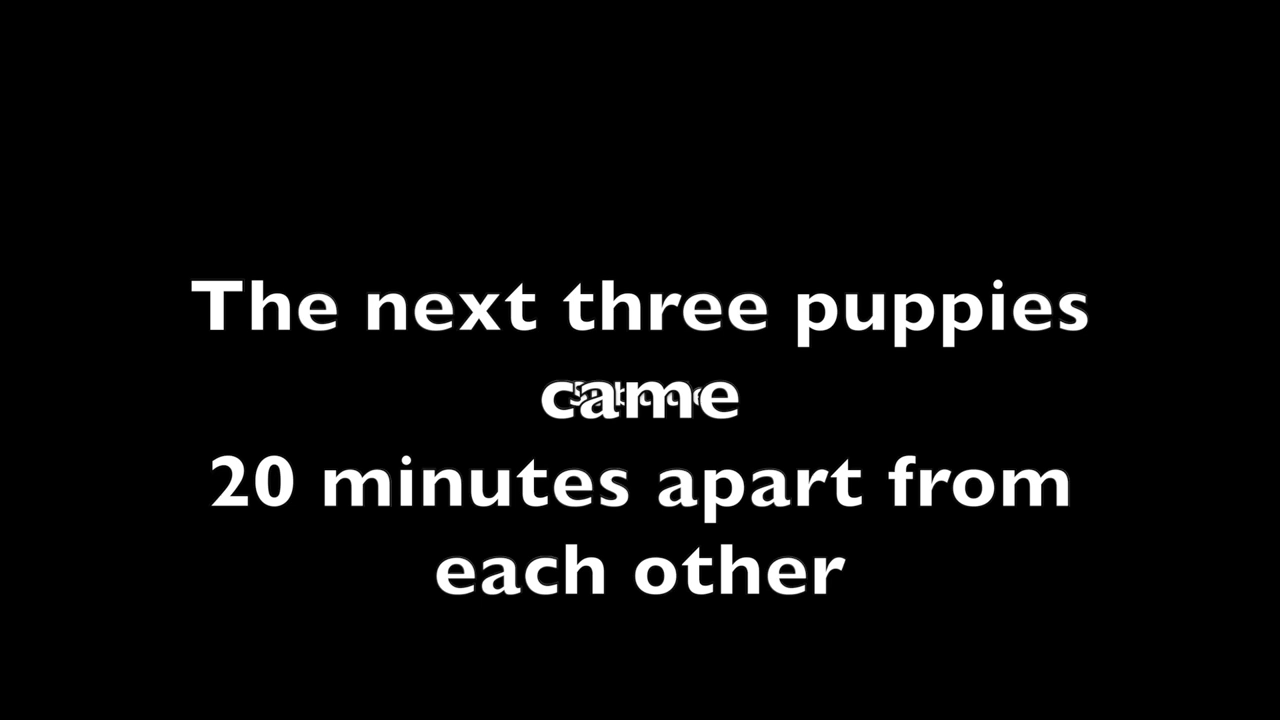 The next three puppies
came
20 minutes apart from
each other